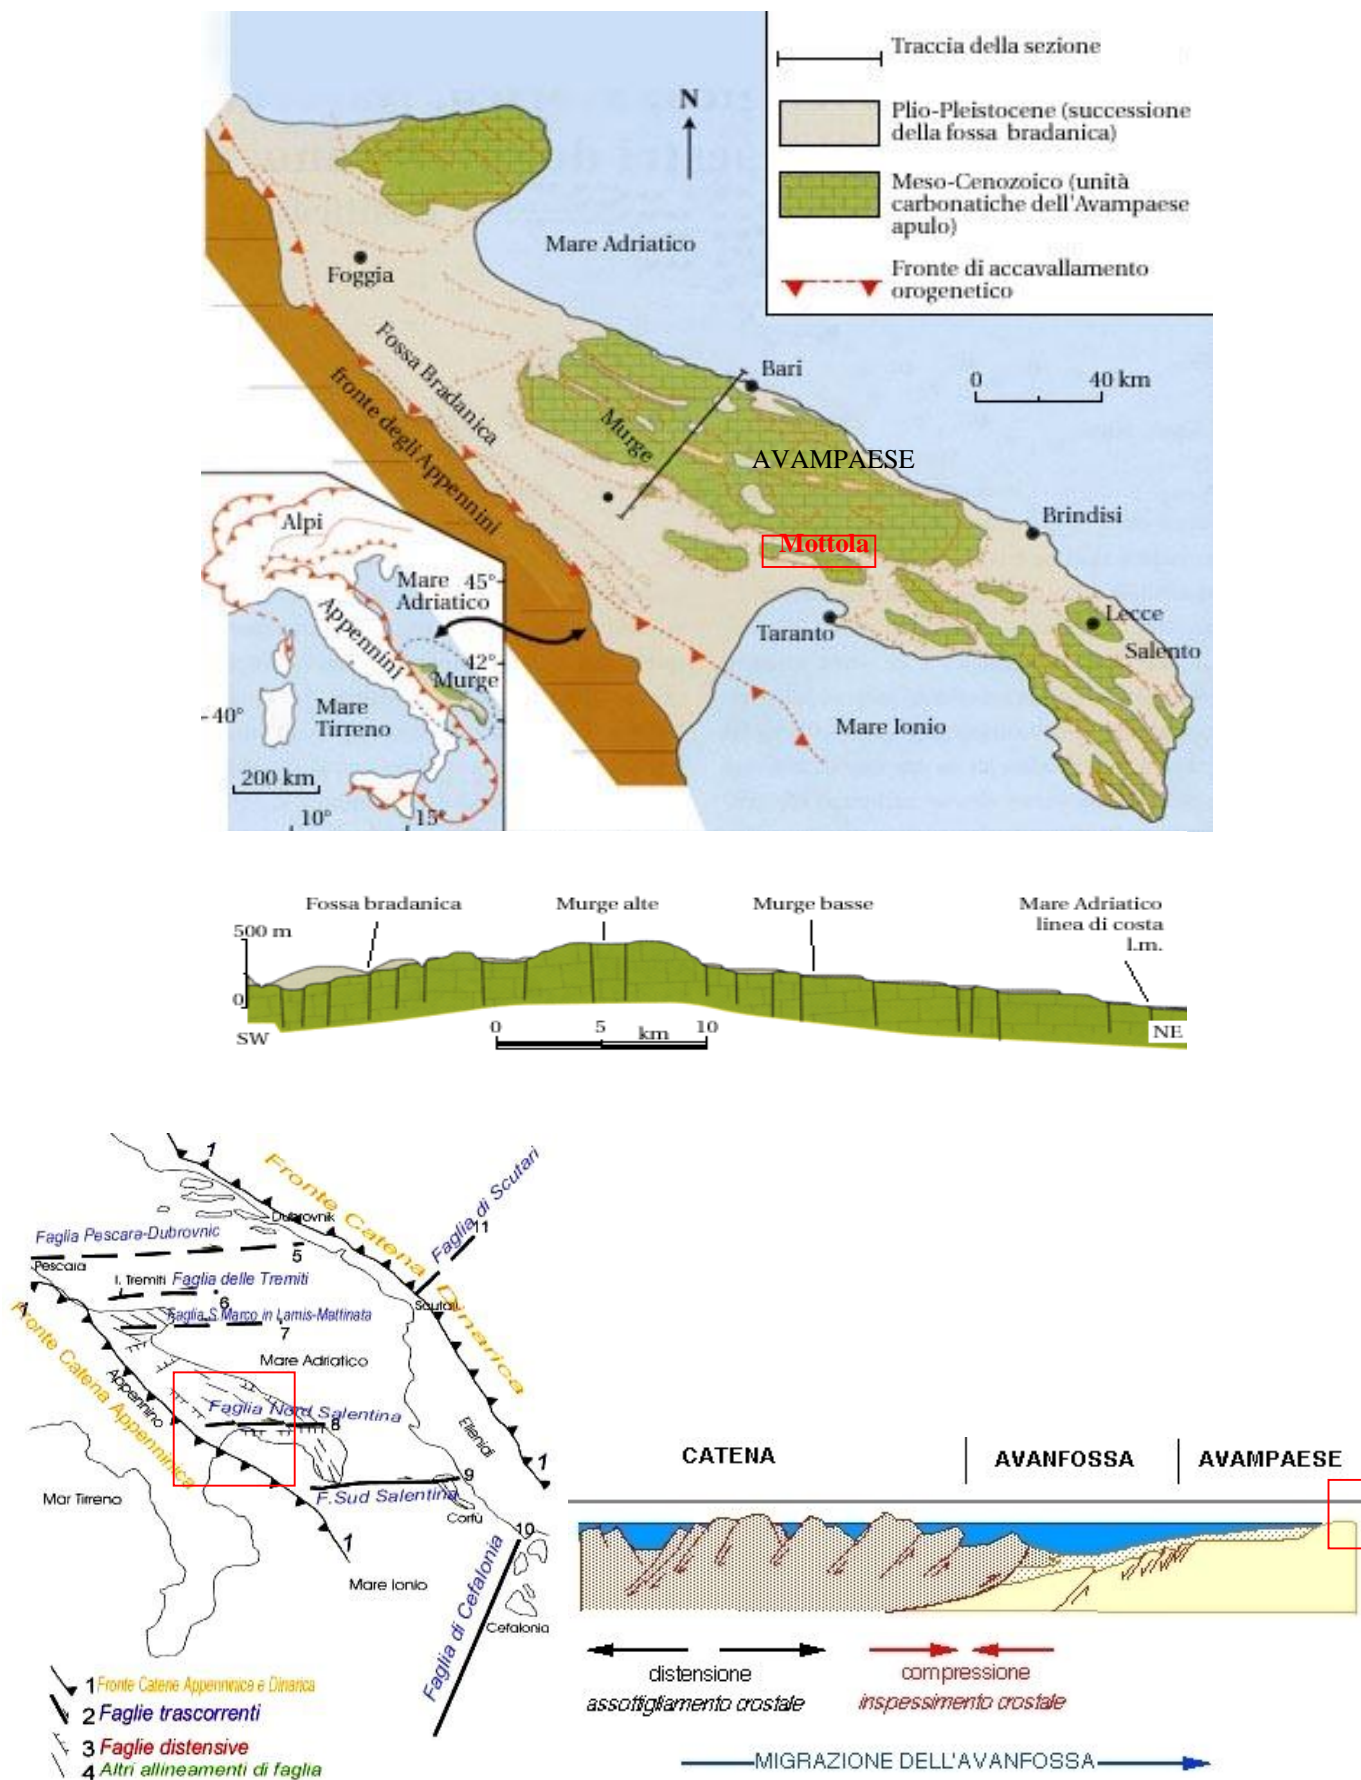 Traccia della sezione
Plio-Pleistocene (successione
della fossa bradanica)
Meso-Cenozoico (unità
carbonatiche dell'Avampaese
apulo)
Fronte di accavallamento
orogenetico
N
Mare Adriatico
Foggia
Fossa Bradanica
fronte degli Appennini
Murge
Bari
0 40 km
AVAMPAESE
Brindisi
Mottola
Taranto
Lecce
Salento
Mare Ionio
Alpi
Mare
Adriatico
45°
Appennini
42°
Murge
40°
Mare
Tirreno
200 km
10° 15°
Fossa bradanica
Murge alte
Murge basse
Mare Adriatico
linea di costa
l.m.
500 m
0
SW
0 5 10
km
NE
1
Fronte Catena Dinarica
Faglia di Scutari
11
Dubrovnik
Faglia Pescara-Dubrovnic
5
Pescara
I. Tremiti
Faglia delle Tremiti
6
Scutari
1
Faglia S.Marco in Lamis-Mattinata
7
Fronte Catena Appenninica
Mare Adriatico
Appennino
Faglia Nord Salentina
8
Ellenidi
1
9
F.Sud Salentina
Mar Tirreno
Corfù
10
1
Mare Ionio
Faglia di Cefalonia
Cefalonia
1 Fronte Catene Appenninica e Dinarica
2 Faglie trascorrenti
3 Faglie distensive
4 Altri allineamenti di faglia
CATENA
AVANFOSSA
AVAMPAESE
distensione
assottigliamento crostale
compressione
inspessimento crostale
MIGRAZIONE DELL'AVANFOSSA